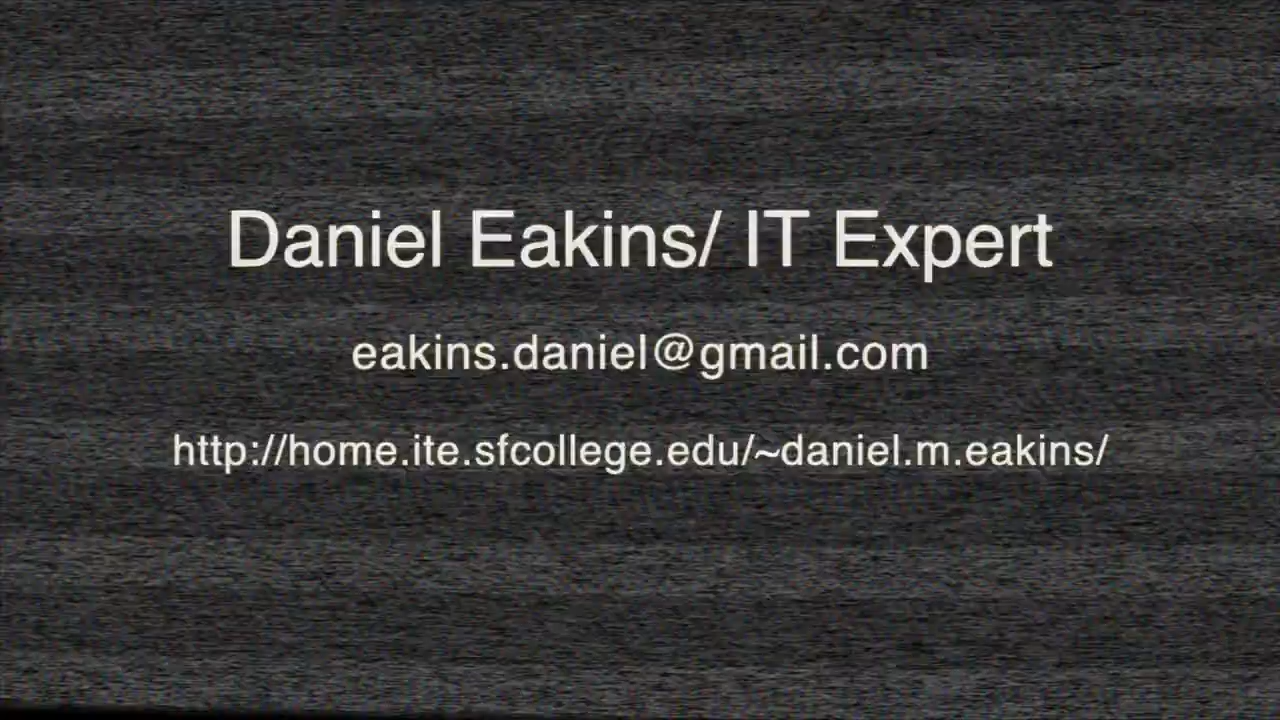 Daniel Eakins/ IT Expert
eakins.daniel@gmail.com
http://home.ite.sfcollege.edu/~daniel.m.eakins/